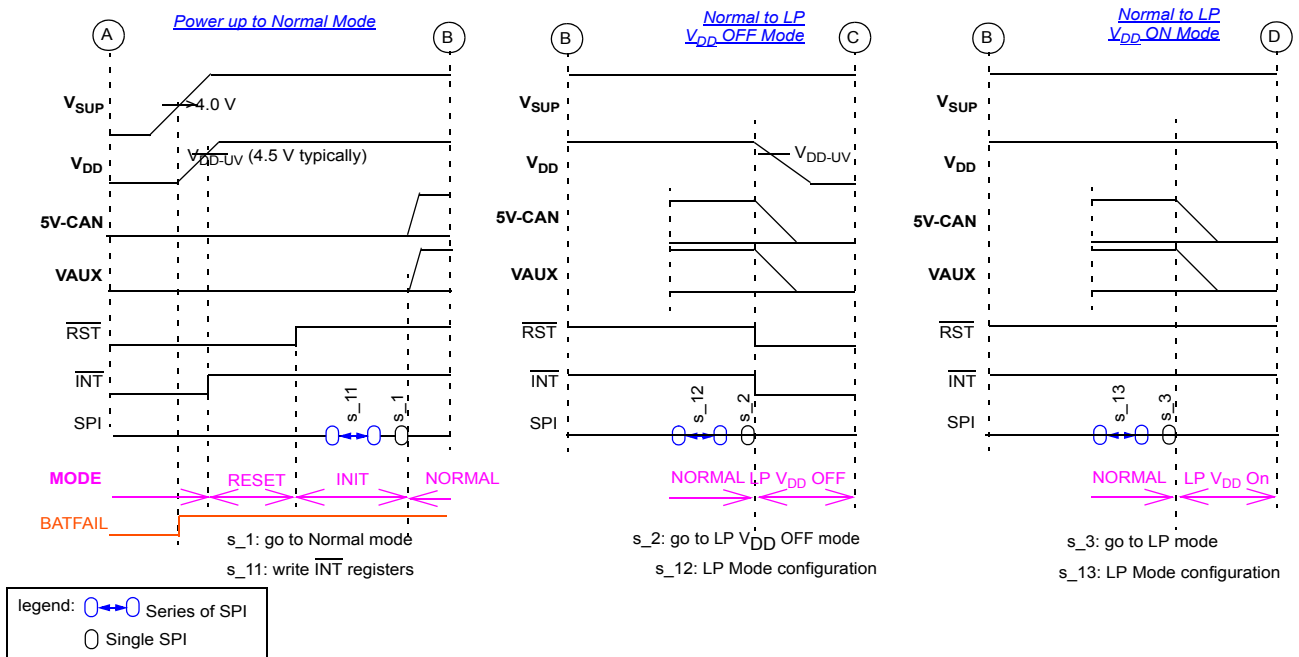 Power up to Normal Mode
A
B
VSUP
4.0 V
VDD
VDD-UV (4.5 V typically)
5V-CAN
VAUX
RST
INT
SPI
s_11
s_1
MODE
RESET
INIT
NORMAL
BATFAIL
s_1: go to Normal mode
s_11: write INT registers
legend:
Series of SPI
Single SPI
Normal to LP
VDD OFF Mode
B
C
VSUP
VDD
VDD-UV
5V-CAN
VAUX
RST
INT
SPI
s_12
s_2
NORMAL
LP VDD OFF
s_2: go to LP VDD OFF mode
s_12: LP Mode configuration
Normal to LP
VDD ON Mode
B
D
VSUP
VDD
5V-CAN
VAUX
RST
INT
SPI
s_13
s_3
NORMAL
LP VDD On
s_3: go to LP mode
s_13: LP Mode configuration